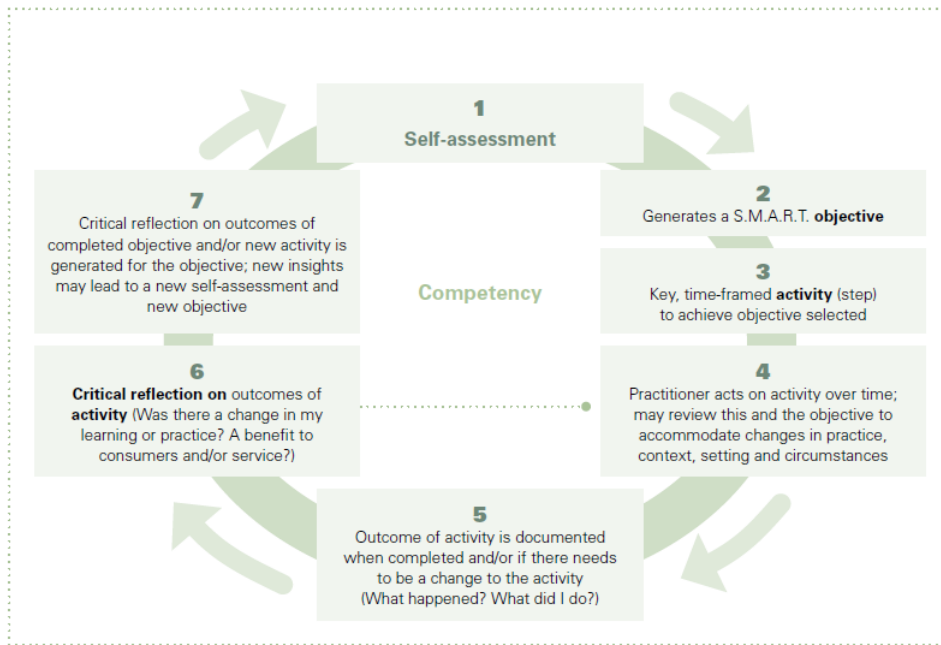 1
Self-assessment
2
Generates a S.M.A.R.T. objective
3
Key, time-framed activity (step)
to achieve objective selected
4
Practitioner acts on activity over time;
may review this and the objective to
accommodate changes in practice,
context, setting and circumstances
5
Outcome of activity is documented
when completed and/or if there needs
to be a change to the activity
(What happened? What did I do?)
6
Critical reflection on outcomes of
activity (Was there a change in my
learning or practice? A benefit to
consumers and/or service?)
7
Critical reflection on outcomes of
completed objective and/or new activity is
generated for the objective; new insights
may lead to a new self-assessment and
new objective
Competency